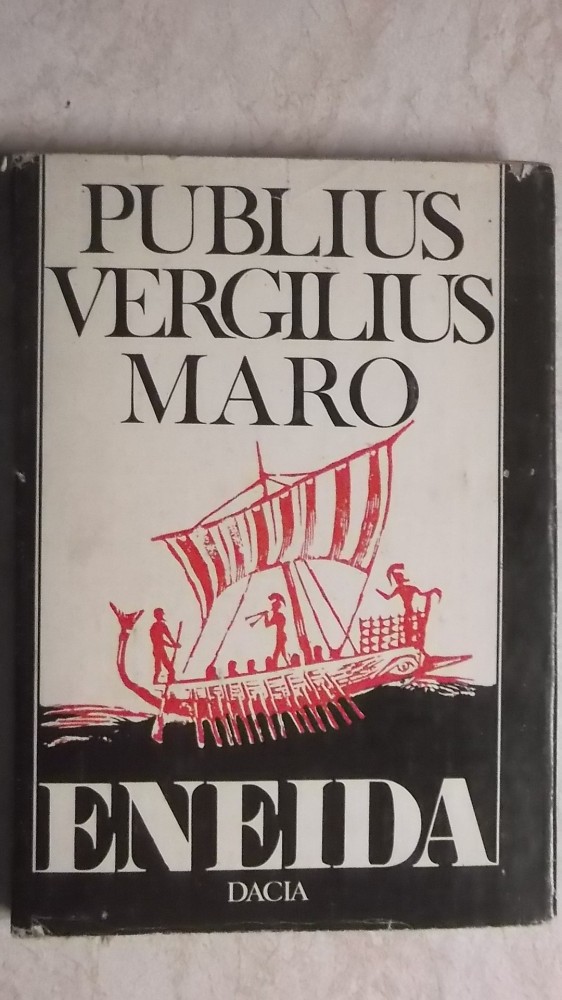 PUBLIUS
VERGILIUS
MARO
ENEIDA
DACIA